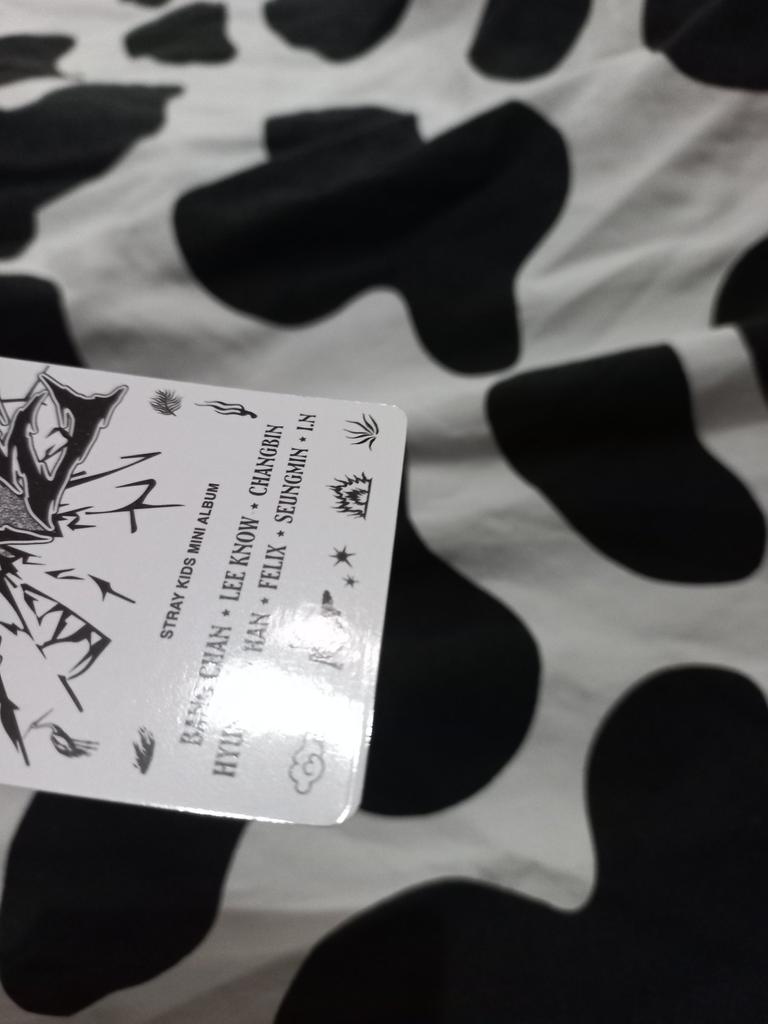 STRAY KIDS MINI ALBUM
BANG CHAN * LEE KNOW * CHANGBIN
HAN * FELIX * SEUNGMIN * I.N